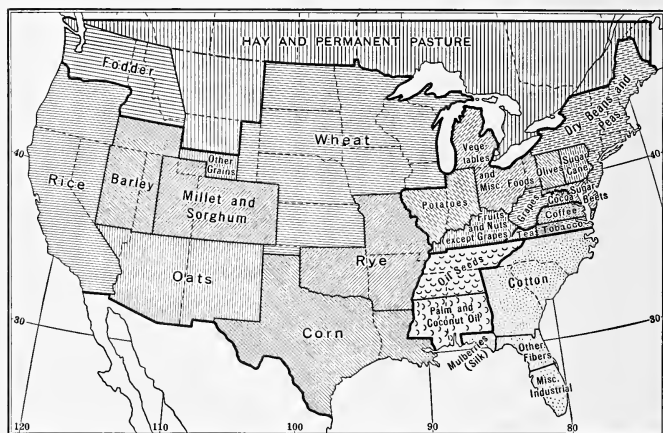 HAY AND PERMANENT PASTURE
Fodder
Wheat
Dry Beans and
Peas
Vege-
tables
and
Misc. Foods
Olives
Sugar
Cane
40
40
Rice
Barley
Other
Grains
Millet and
Sorghum
Potatoes
Grapes
Cocoa
Sugar
Beets
Coffee
Fruits
and Nuts
(except Grapes)
Tea
Tobacco
Oats
Rye
Oil Seeds
Cotton
Corn
Palm and
Coconut Oil
30
30
Mulberries
(Silk)
Other
Fibers
Misc.
Industrial
120
110
100
90
80